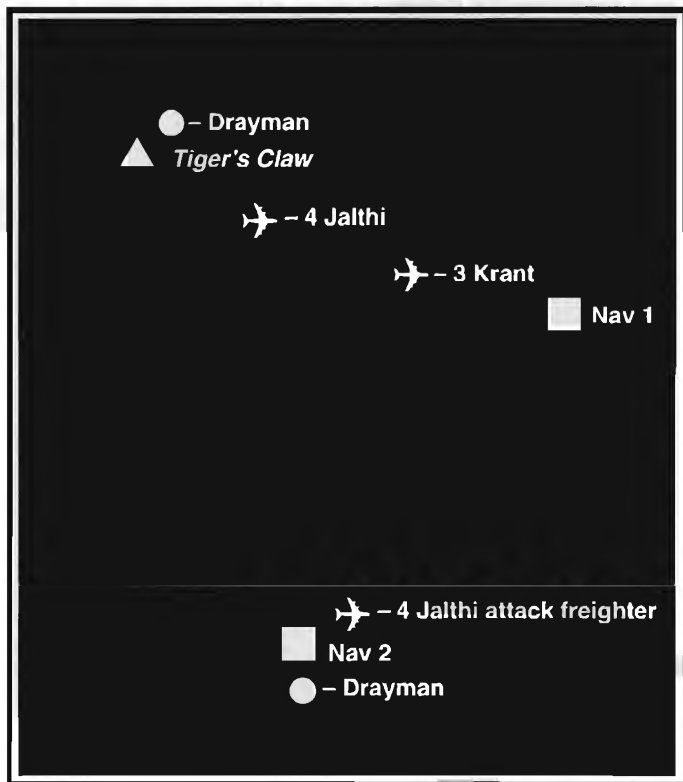 – Drayman
Tiger's Claw
– 4 Jalthi
– 3 Krant
Nav 1
– 4 Jalthi attack freighter
Nav 2
– Drayman